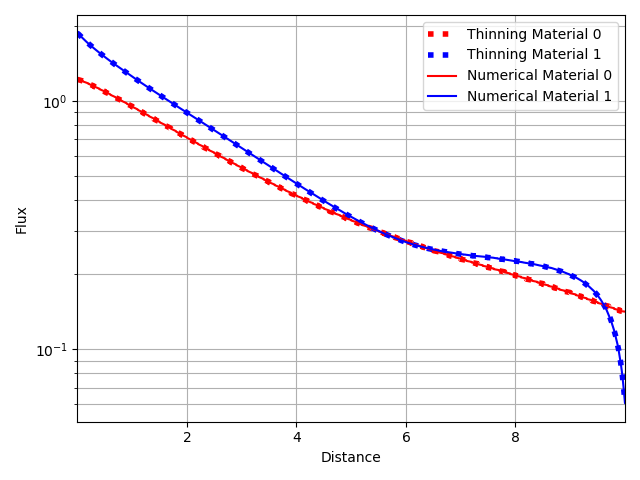 Thinning Material 0
Thinning Material 1
Numerical Material 0
Numerical Material 1
10⁰
10⁻¹
Flux
2 4 6 8
Distance